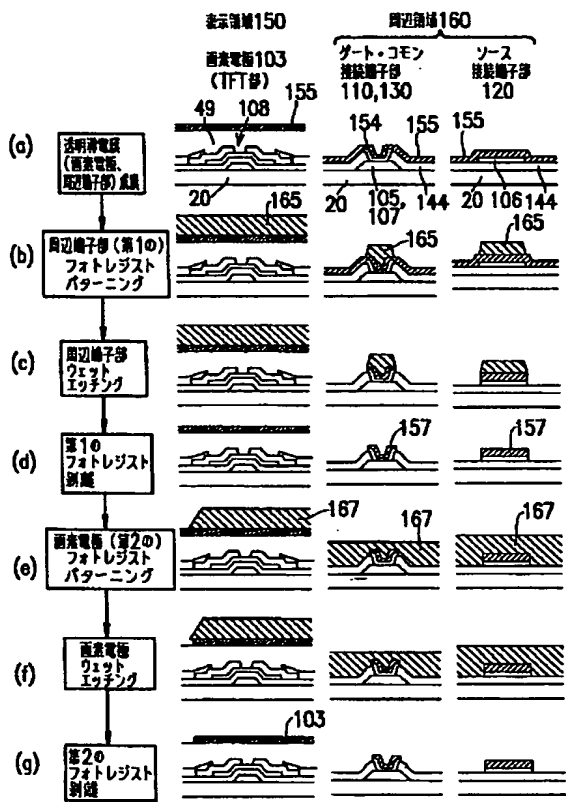 表示領域150
周辺領域160
画素電極103
(TFT部)
ゲート・コモン
接続端子部
110,130
ソース
接続端子部
120
(a)
透明導電膜
(画素電極、
周辺端子部)成膜
49
108
155
20
154
155
20
105,
107
144
155
20
106
144
(b)
周辺端子部(第1の)
フォトレジスト
パターニング
165
165
165
(c)
周辺端子部
ウェット
エッチング
(d)
第1の
フォトレジスト
剥離
157
157
(e)
画素電極(第2の)
フォトレジスト
パターニング
167
167
167
(f)
画素電極
ウェット
エッチング
(g)
第2の
フォトレジスト
剥離
103